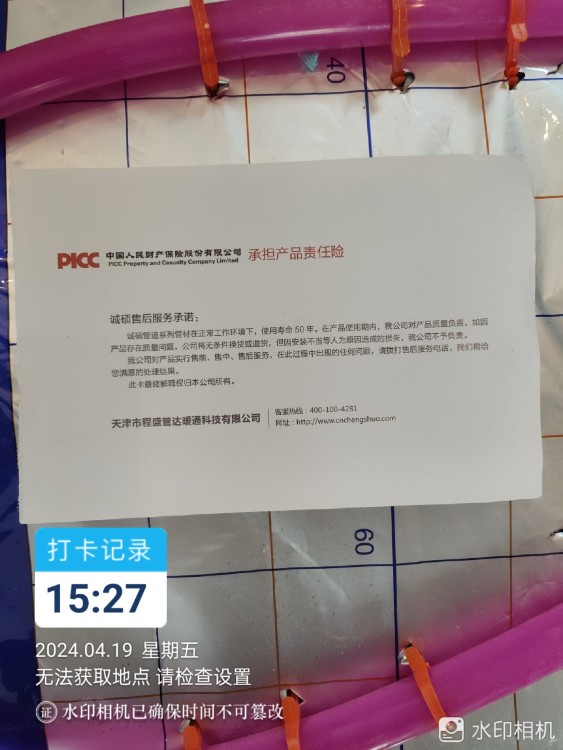 40
PICC 中国人民财产保险股份有限公司 承担产品责任险
PICC Property and Casualty Company Limited
诚硕售后服务承诺：
诚硕管道系列管材在正常工作环境下，使用寿命50年。在产品使用期内，我公司对产品质量负责，如因
产品存在质量问题，公司将无条件换货或退货，但因安装不当等人为原因造成的损失，我公司不予负责。
我公司对产品实行售前、售中、售后服务，在此过程中出现的任何问题，请拨打售后服务电话，我们将给
您满意的处理结果。
此卡最终解释权归本公司所有。
天津市程盛管达暖通科技有限公司
客服热线：400-100-4281
网址：http://www.cnchengshuo.com
60
打卡记录
15:27
2024.04.19 星期五
无法获取地点 请检查设置
证 水印相机已确保时间不可篡改
水印相机